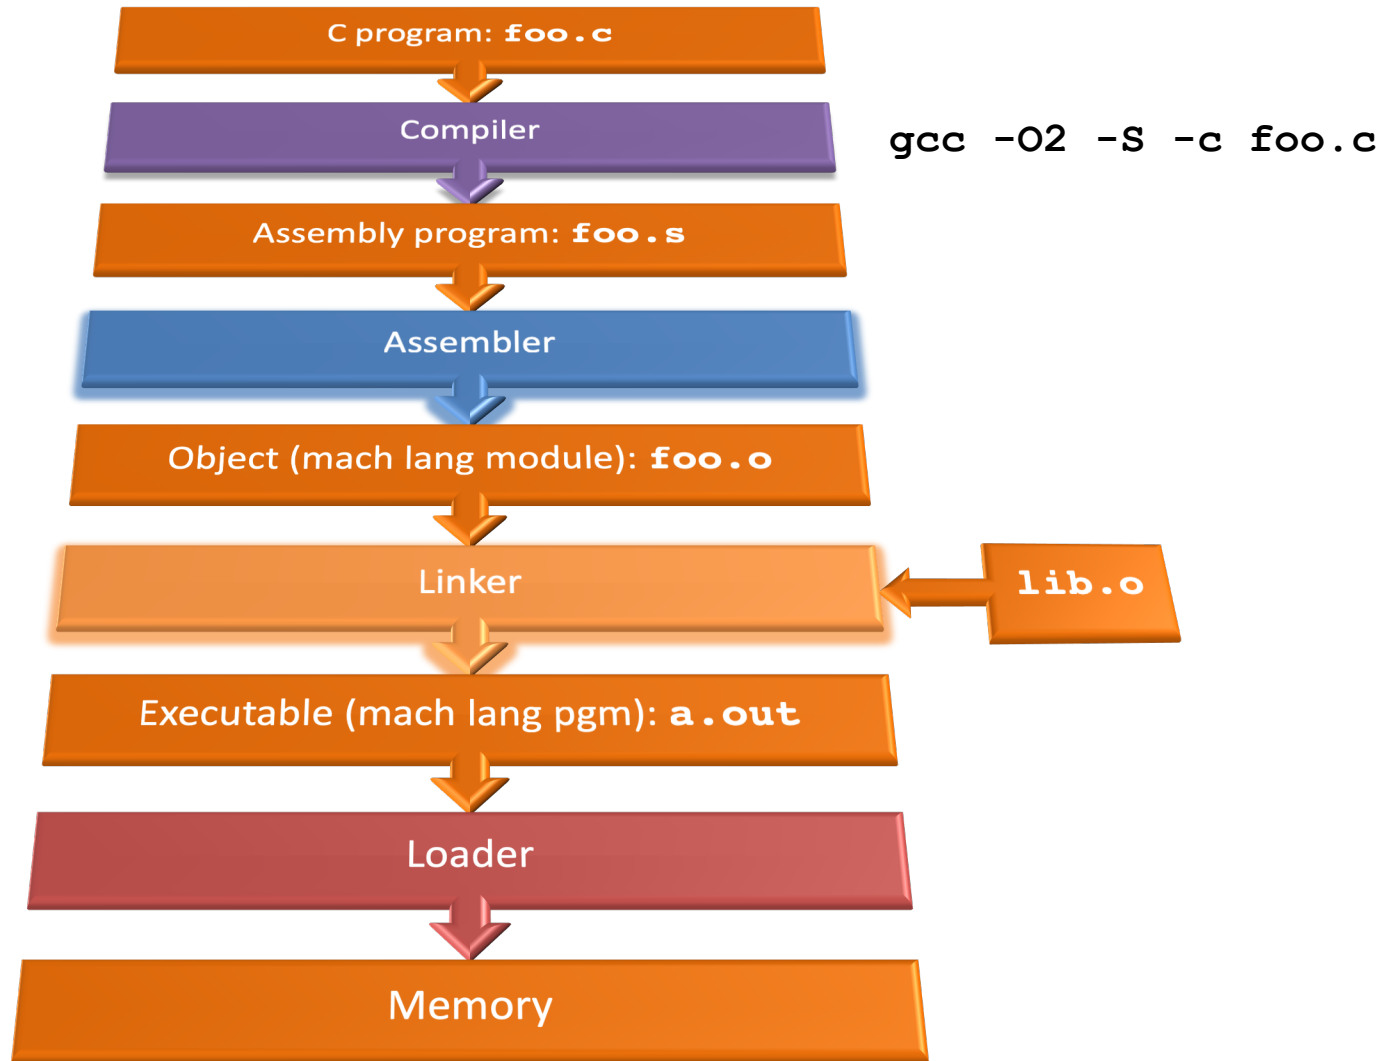 C program: foo.c
Compiler
gcc -O2 -S -c foo.c
Assembly program: foo.s
Assembler
Object (mach lang module): foo.o
Linker
lib.o
Executable (mach lang pgm): a.out
Loader
Memory